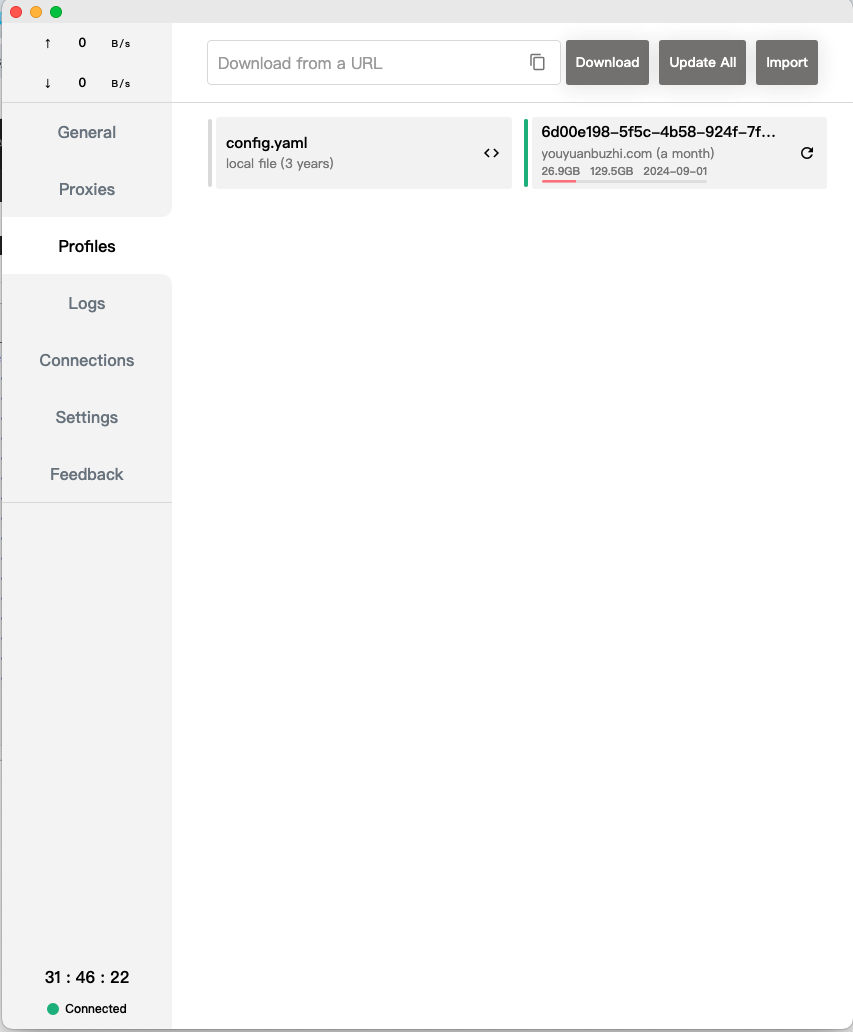 ↑ 0 B/s
↓ 0 B/s
General
Proxies
Profiles
Logs
Connections
Settings
Feedback
31 : 46 : 22
Connected
Download from a URL
Download
Update All
Import
config.yaml
local file (3 years)
6d00e198-5f5c-4b58-924f-7f...
youyuanbuzhi.com (a month)
26.9GB 129.5GB 2024-09-01